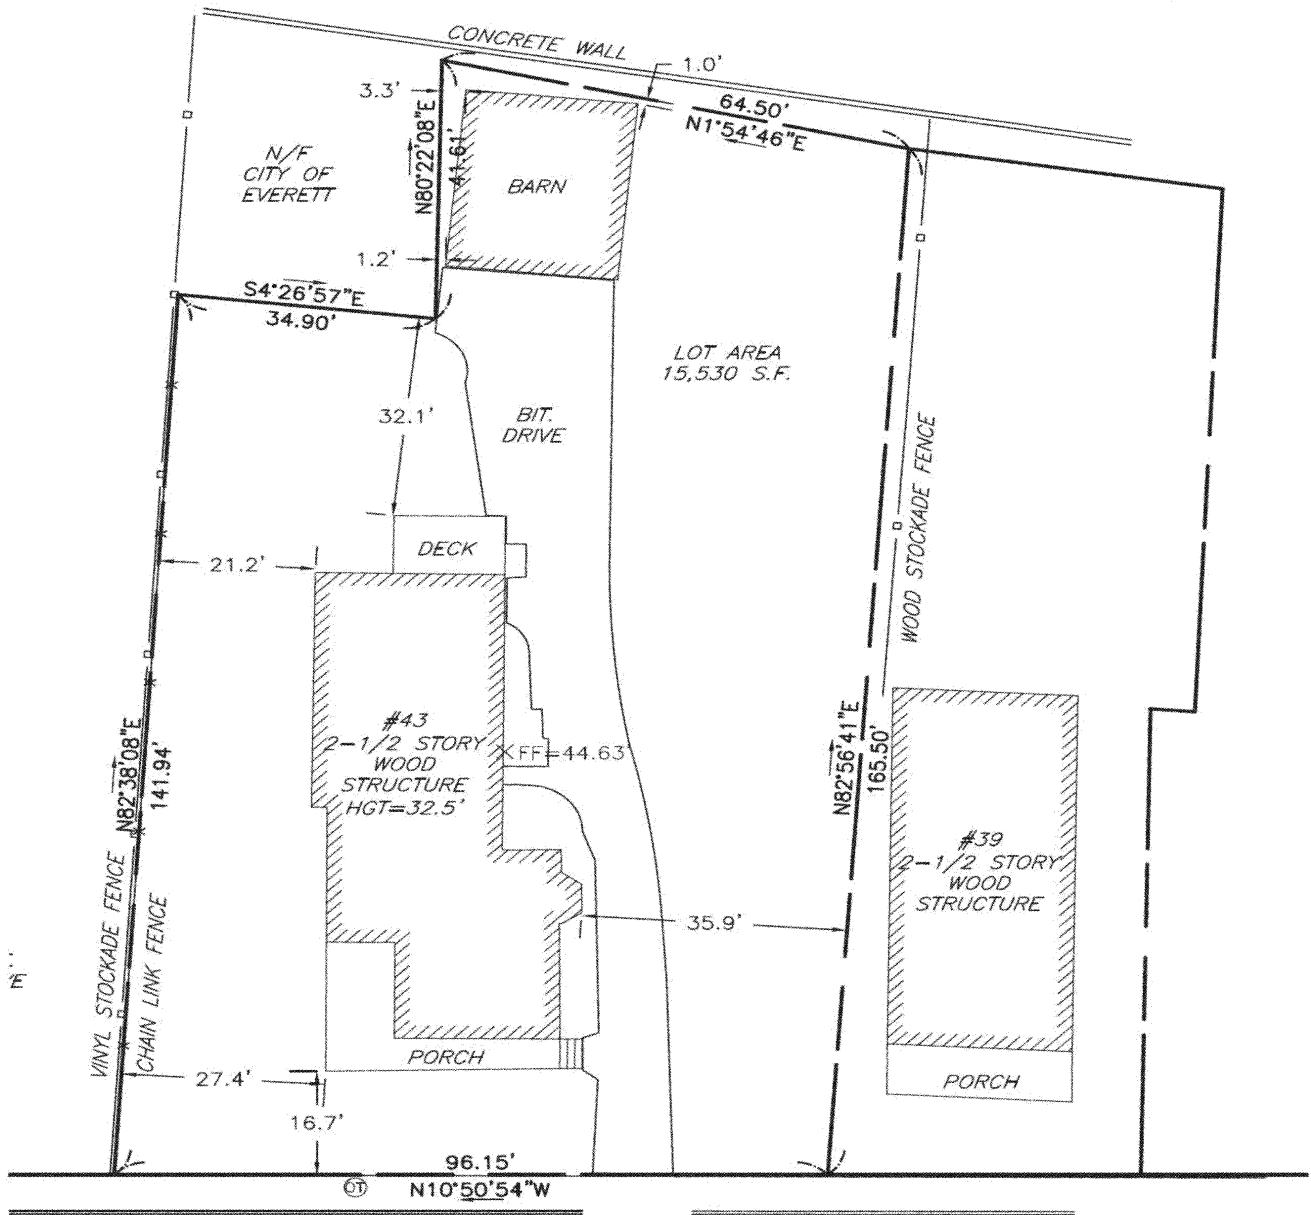 CONCRETE WALL
1.0'
3.3'
64.50'
N1°54'46"E
N80°22'08"E
41.61'
N/F
CITY OF
EVERETT
BARN
1.2'
S4°26'57"E
34.90'
LOT AREA
15,530 S.F.
32.1'
BIT.
DRIVE
WOOD STOCKADE FENCE
DECK
21.2'
#43
2-1/2 STORY
WOOD
STRUCTURE
HGT=32.5'
FF=44.63'
N82°38'08"E
141.94'
N82°56'41"E
165.50'
#39
2-1/2 STORY
WOOD
STRUCTURE
35.9'
VINYL STOCKADE FENCE
CHAIN LINK FENCE
'E
PORCH
27.4'
PORCH
16.7'
96.15'
OT
N10°50'54"W